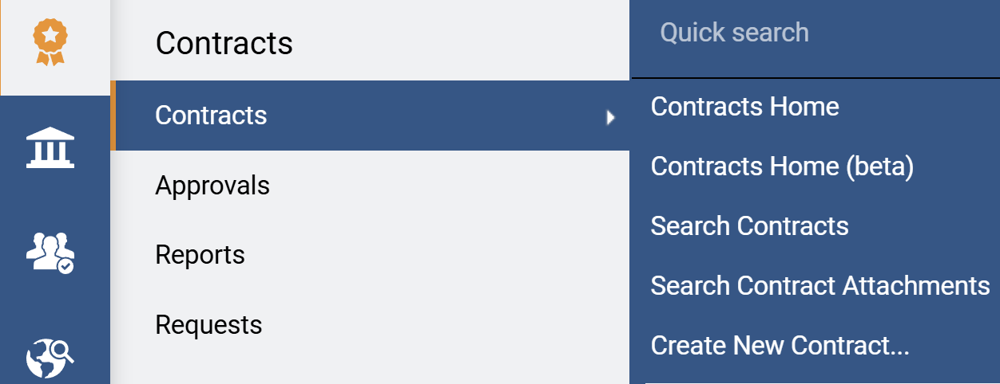 Contracts
Contracts
Approvals
Reports
Requests
Quick search
Contracts Home
Contracts Home (beta)
Search Contracts
Search Contract Attachments
Create New Contract...